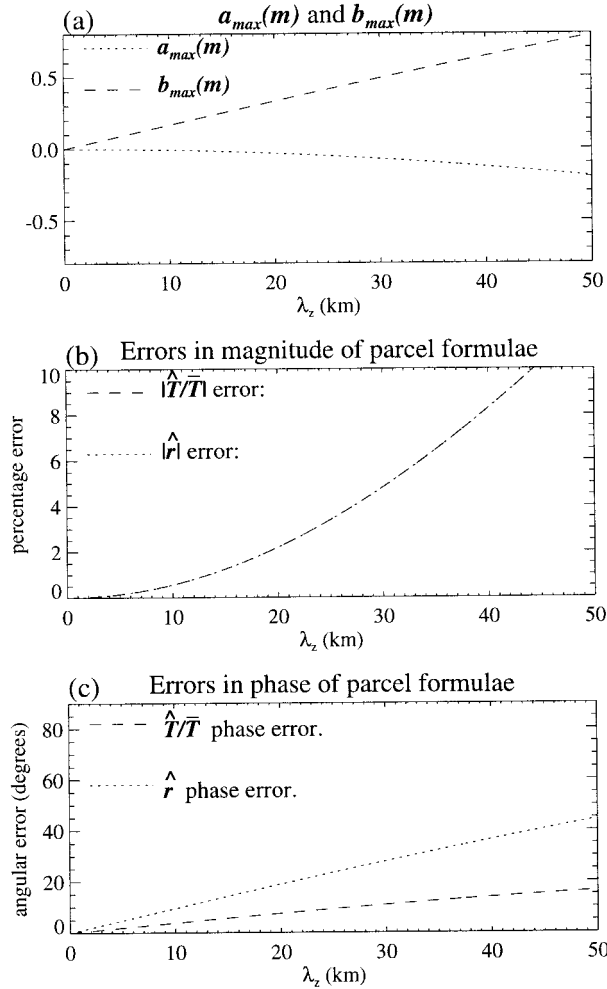 (a) a_max(m) and b_max(m)
a_max(m)
b_max(m)
0.5
0.0
-0.5
0 10 20 30 40 50
λ_z (km)
(b) Errors in magnitude of parcel formulae
10
|T̂/T̄| error:
8
|r̂| error:
6
4
2
0
percentage error
0 10 20 30 40 50
λ_z (km)
(c) Errors in phase of parcel formulae
80
T̂/T̄ phase error.
60
r̂ phase error.
40
20
0
angular error (degrees)
0 10 20 30 40 50
λ_z (km)